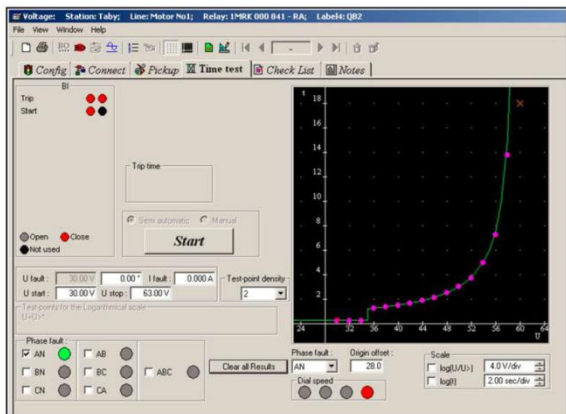 Voltage: Station: Taby; Line: Motor No1; Relay: 1MRK 000 841 - RA; Label4: QB2
File View Window Help
Config Connect Pickup Time test Check List Notes
BI
Trip
Start
Trip time
Semi automatic Manual
Start
Open Close
Not used
U fault : 30.00 V 0.00 ° I fault : 0.000 A
U start : 30.00 V U stop : 63.00 V
Test-point density
2
Test-points for the Logarithmical scale
Phase fault :
AN AB
BN BC ABC
CN CA
Clear all Results
t
18
16
14
12
10
8
6
4
2
24 28 32 36 40 44 48 52 56 60 64
U
Phase fault : Origin offset :
AN 28.0
Dial speed
Scale
log(U/U>) 4.0 V/div
log(t) 2.00 sec/div